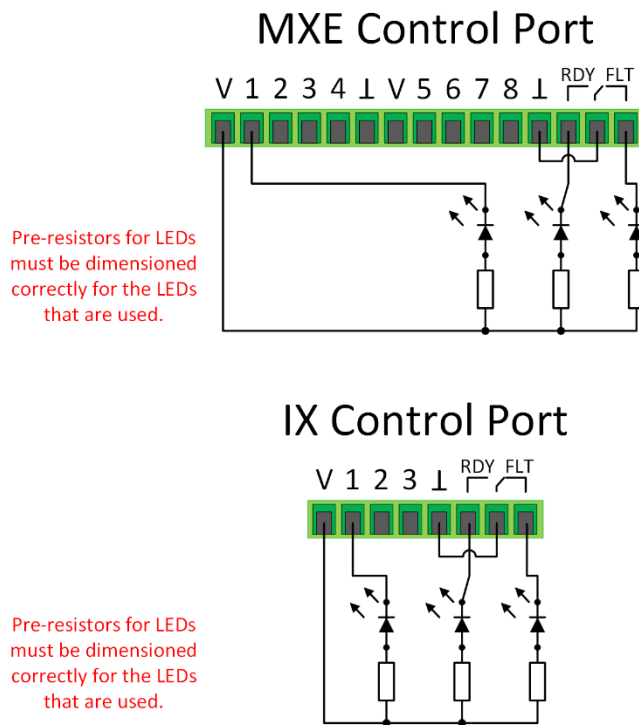 MXE Control Port
RDY FLT
V 1 2 3 4 ⊥ V 5 6 7 8 ⊥
Pre-resistors for LEDs
must be dimensioned
correctly for the LEDs
that are used.
IX Control Port
RDY FLT
V 1 2 3 ⊥
Pre-resistors for LEDs
must be dimensioned
correctly for the LEDs
that are used.